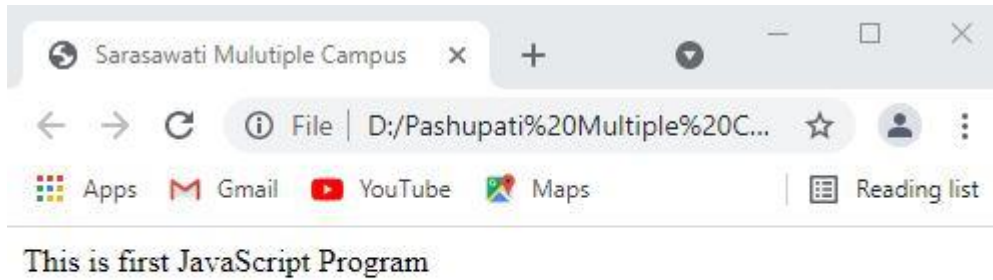 Sarasawati Mulutiple Campus
File | D:/Pashupati%20Multiple%20C...
Apps Gmail YouTube Maps Reading list
This is first JavaScript Program